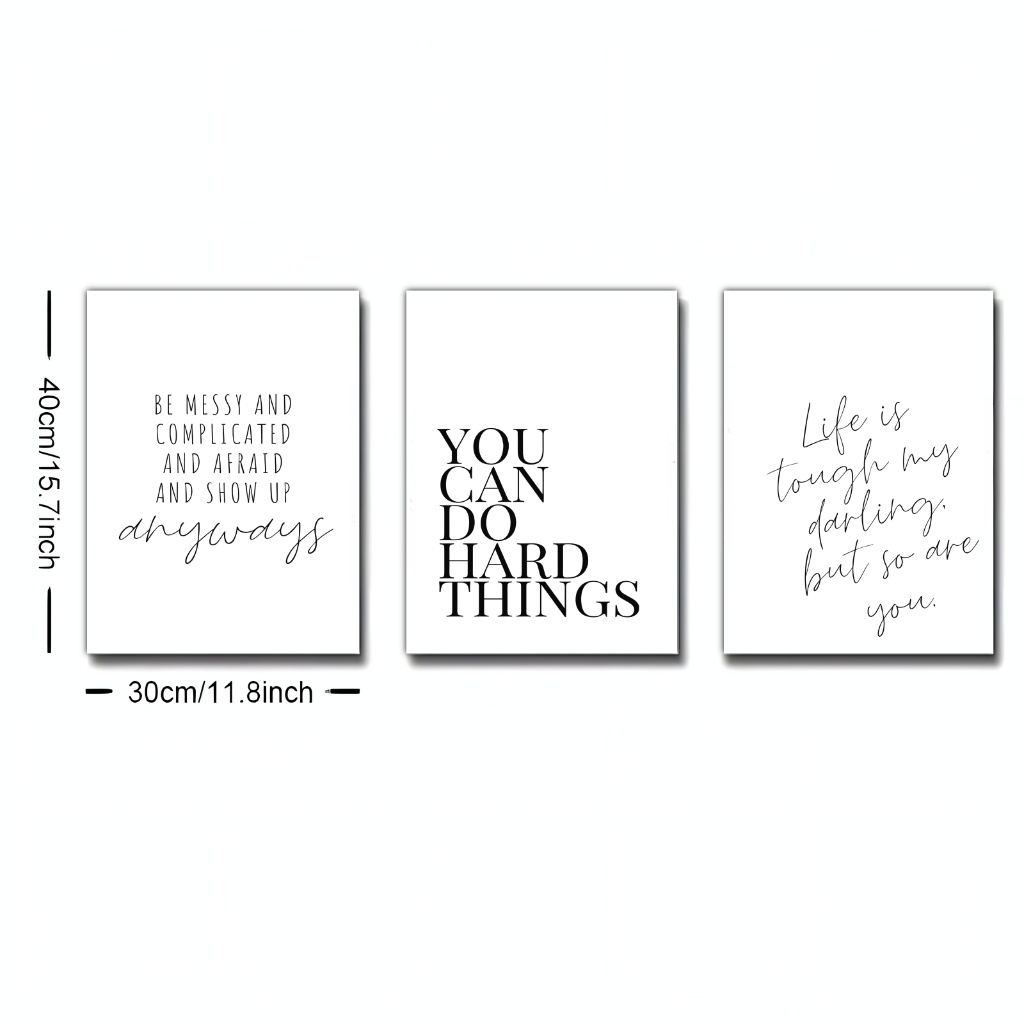 BE MESSY AND
COMPLICATED
AND AFRAID
AND SHOW UP
anyways
YOU
CAN
DO
HARD
THINGS
Life is
tough my
darling,
but so are
you.
40cm/15.7inch
30cm/11.8inch